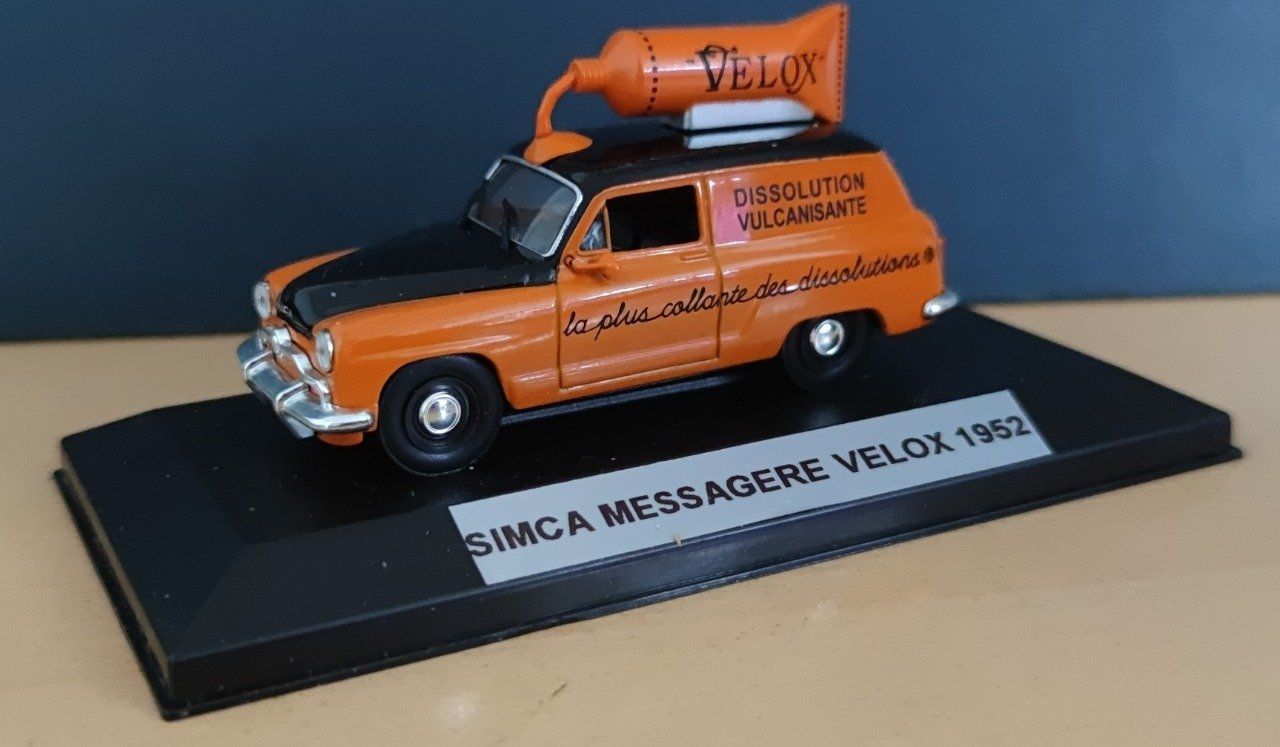 "VELOX"
DISSOLUTION
VULCANISANTE
la plus collante des dissolutions
SIMCA MESSAGERE VELOX 1952